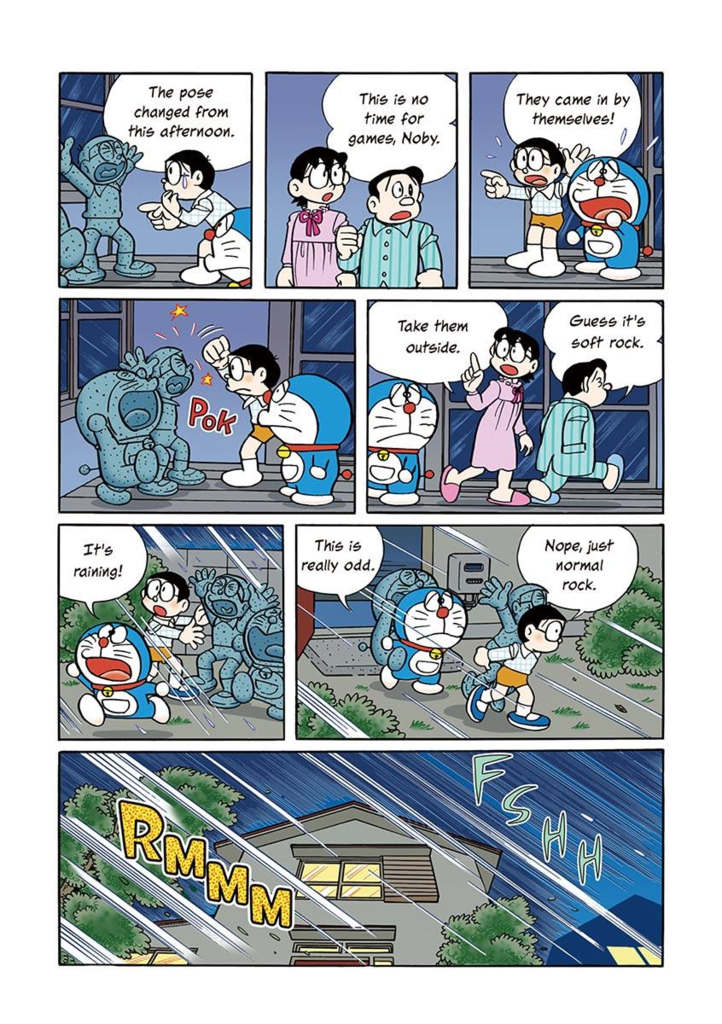 The pose
changed from
this afternoon.
This is no
time for
games, Noby.
They came in by
themselves!
Pok
Take them
outside.
Guess it's
soft rock.
It's
raining!
This is
really odd.
Nope, just
normal
rock.
RMMM
FSHH